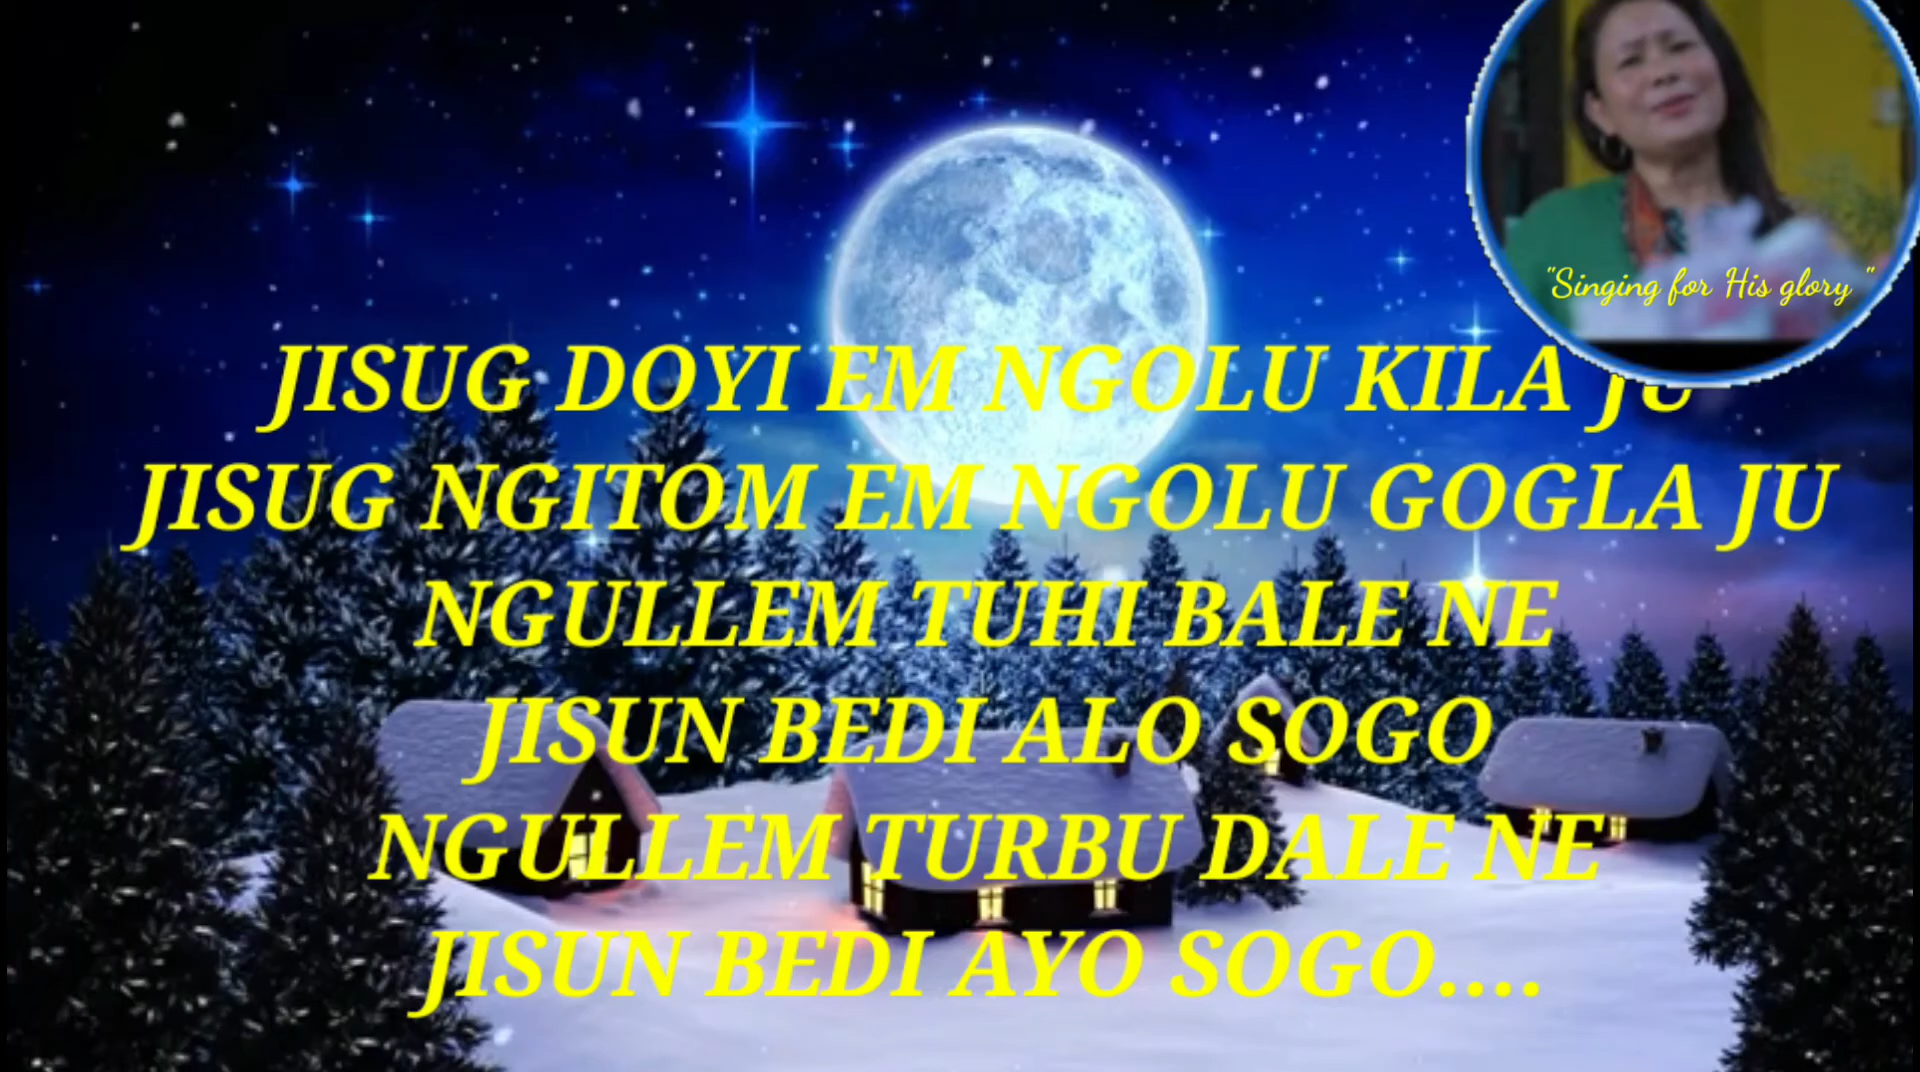 "Singing for His glory"
JISUG DOYI EM NGOLU KILA JU
JISUG NGITOM EM NGOLU GOGLA JU
NGULLEM TUHI BALE NE
JISUN BEDI ALO SOGO
NGULLEM TURBU DALE NE
JISUN BEDI AYO SOGO....